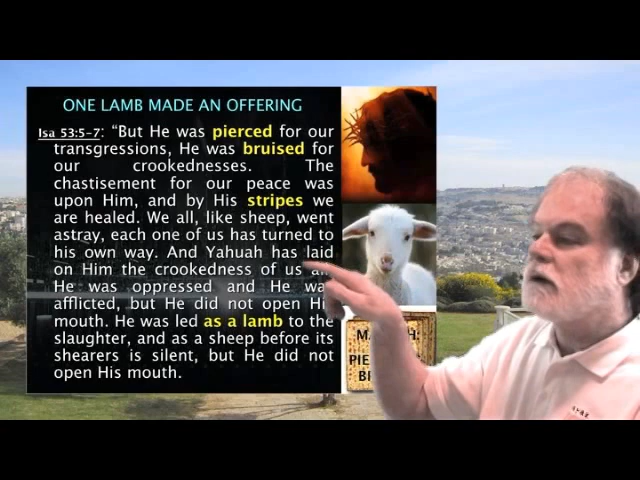 ONE LAMB MADE AN OFFERING
Isa 53:5-7: “But He was pierced for our
transgressions, He was bruised for
our crookednesses. The
chastisement for our peace was
upon Him, and by His stripes we
are healed. We all, like sheep, went
astray, each one of us has turned to
his own way. And Yahuah has laid
on Him the crookedness of us
He was oppressed and He
afflicted, but He did not open
mouth. He was led as a lamb to the
slaughter, and as a sheep before its
shearers is silent, but He did not
open His mouth.